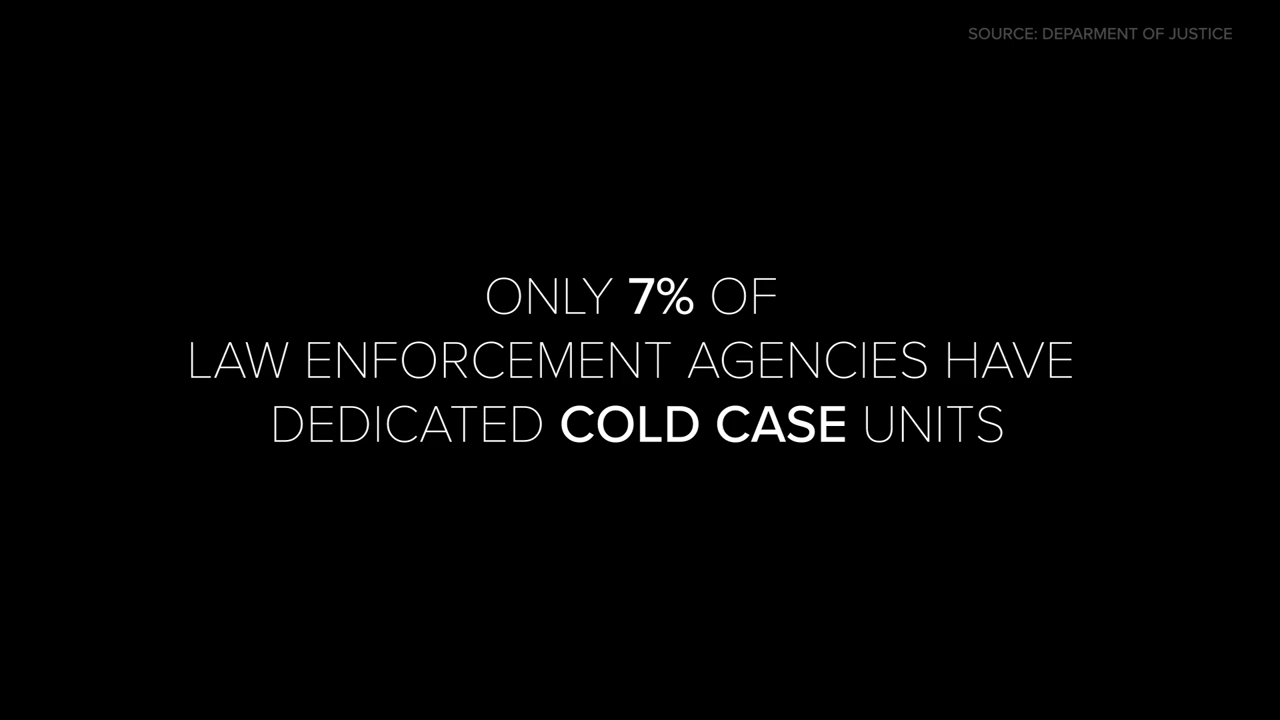 SOURCE: DEPARMENT OF JUSTICE
ONLY 7% OF
LAW ENFORCEMENT AGENCIES HAVE
DEDICATED COLD CASE UNITS